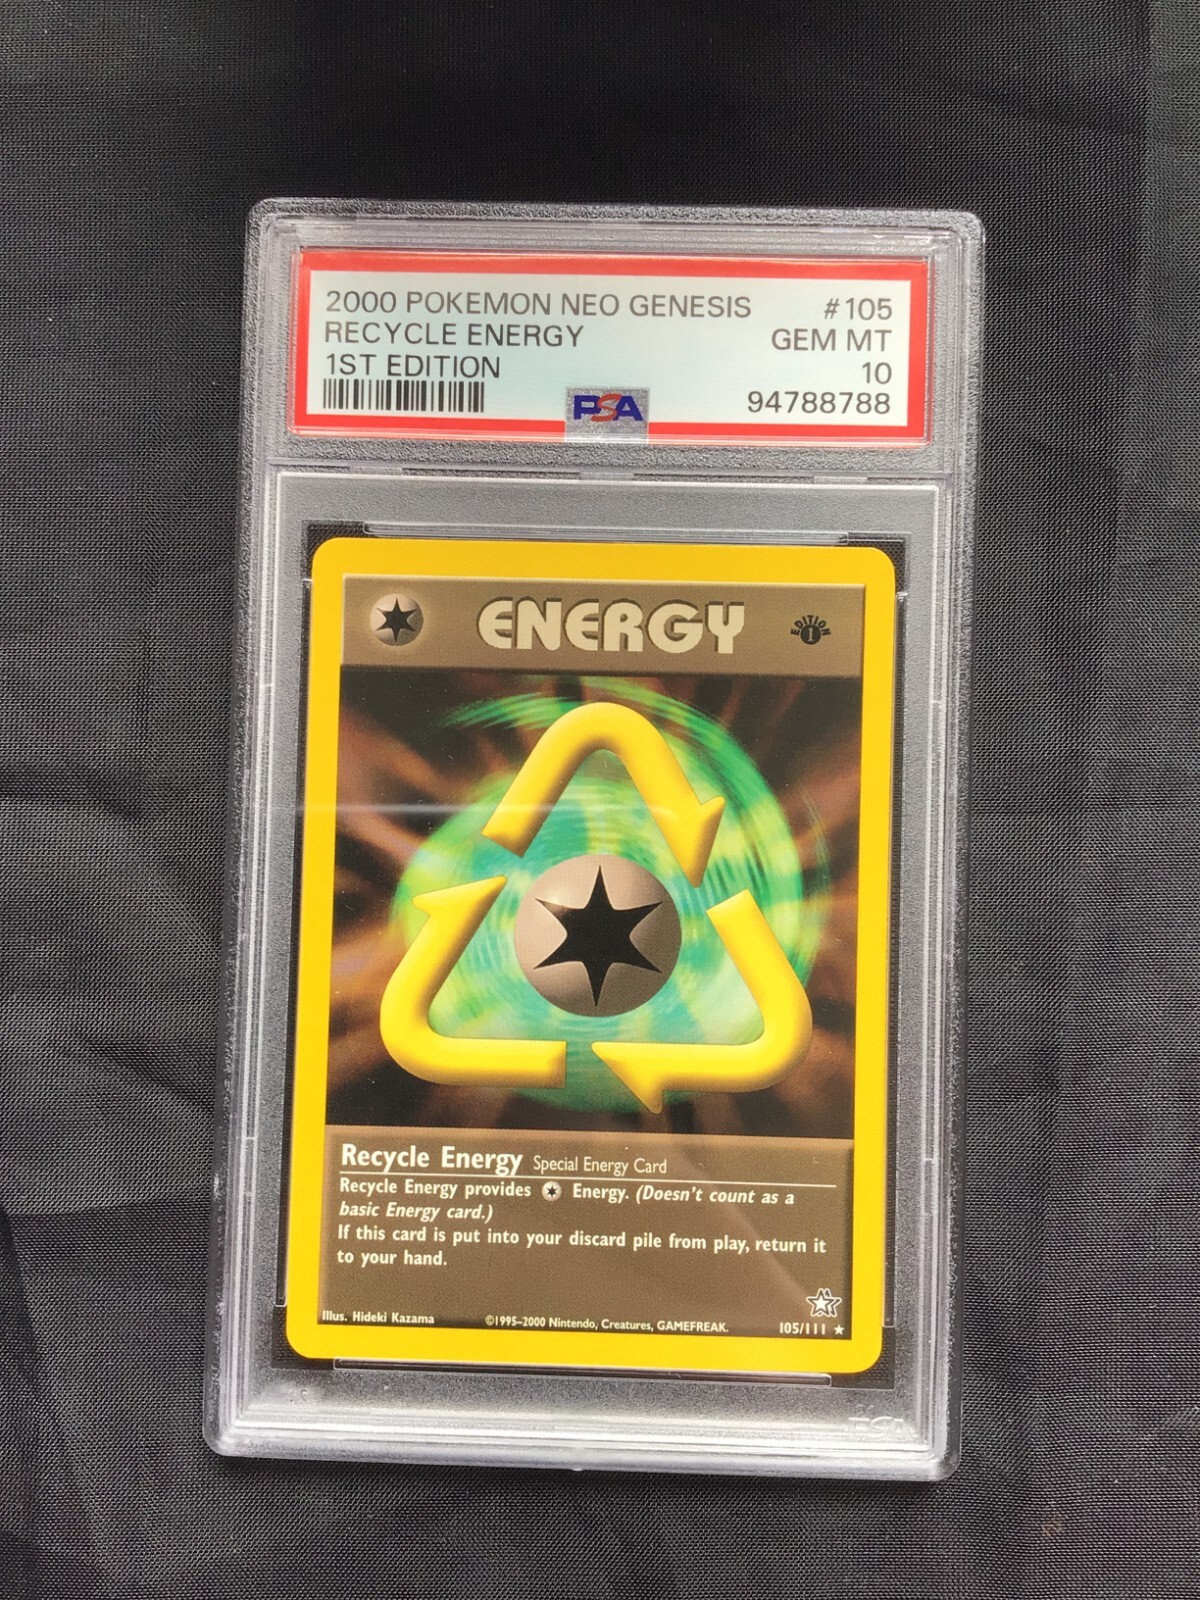 2000 POKEMON NEO GENESIS #105
RECYCLE ENERGY GEM MT
1ST EDITION 10
PSA 94788788
ENERGY
EDITION
1
Recycle Energy Special Energy Card
Recycle Energy provides Energy. (Doesn't count as a
basic Energy card.)
If this card is put into your discard pile from play, return it
to your hand.
Illus. Hideki Kazama ©1995–2000 Nintendo, Creatures, GAMEFREAK. 105/111 ★
PSA